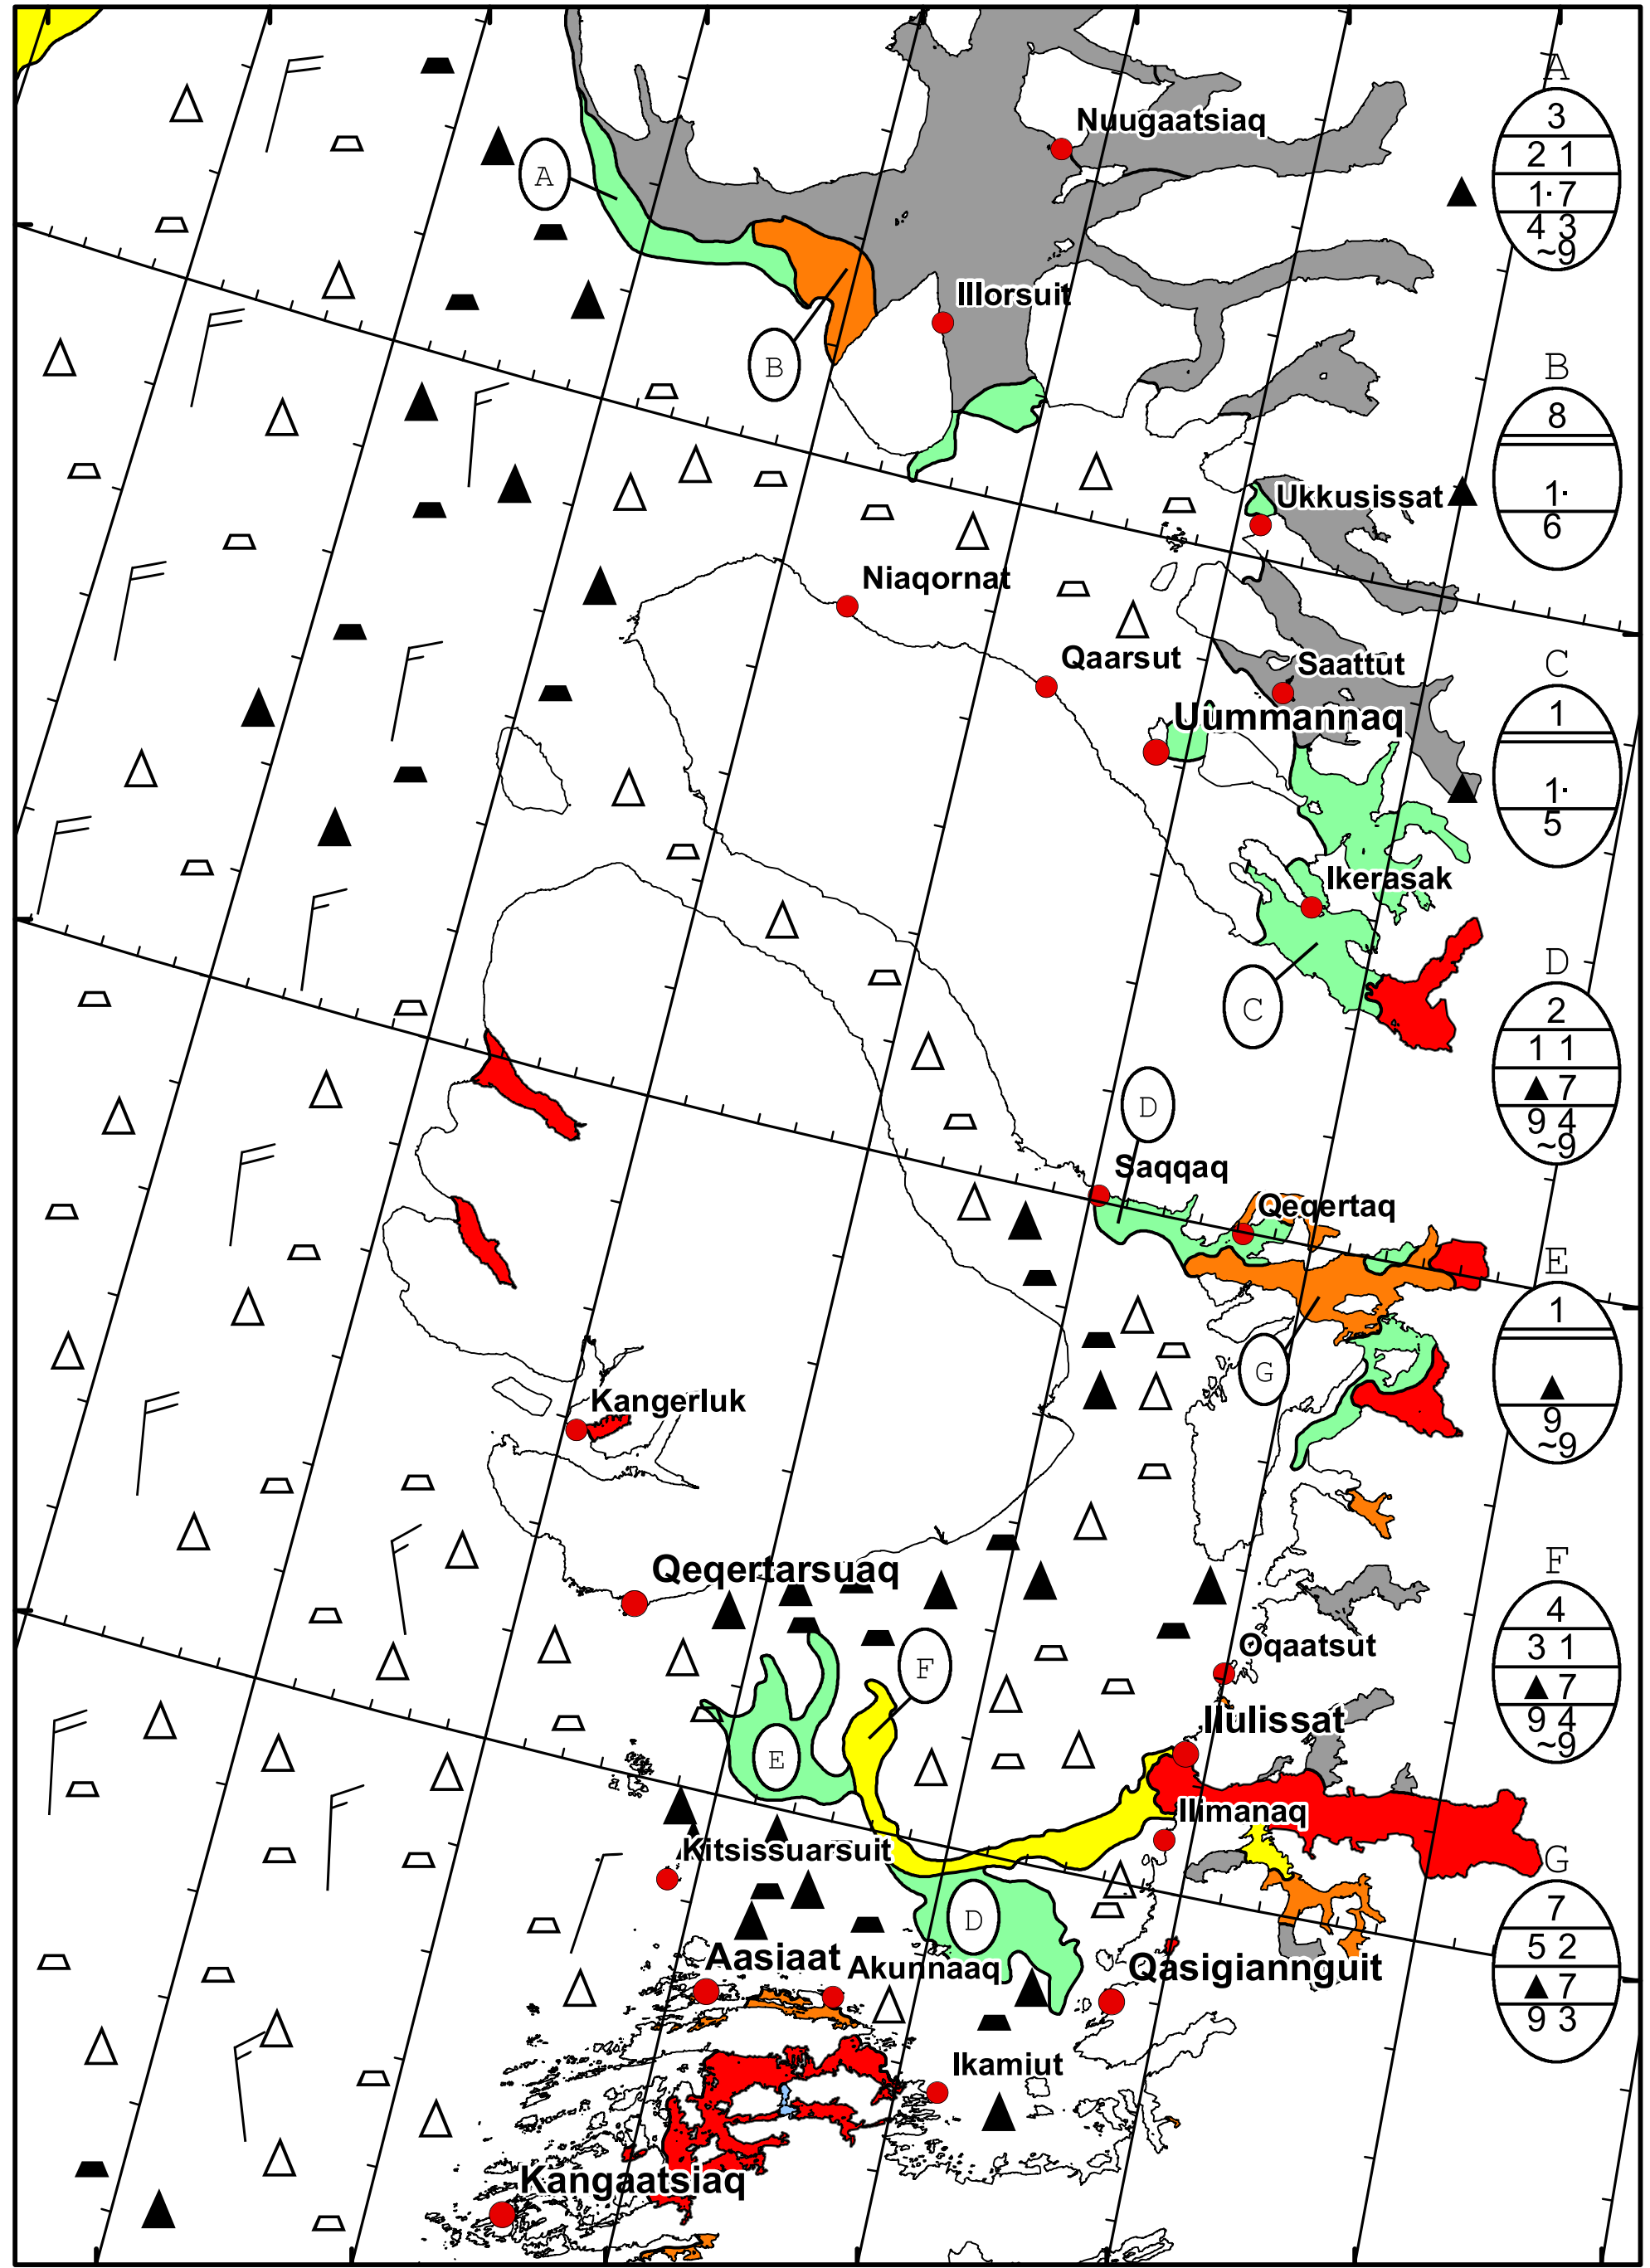 A
3
2 1
1· 7
4 3
~9
Nuugaatsiaq
A
Illorsuit
B
B
8
1·
6
Ukkusissat
Niaqornat
Qaarsut
Saattut
Uummannaq
C
1
1·
5
Ikerasak
C
D
2
1 1
▲ 7
9 4
~9
D
Saqqaq
Qeqertaq
E
1
▲
9
~9
G
Kangerluk
Qeqertarsuaq
F
4
3 1
▲ 7
9 4
~9
Oqaatsut
F
Ilulissat
E
Ilimanaq
Kitsissuarsuit
G
7
5 2
▲ 7
9 3
D
Aasiaat
Akunnaaq
Qasigiannguit
Ikamiut
Kangaatsiaq